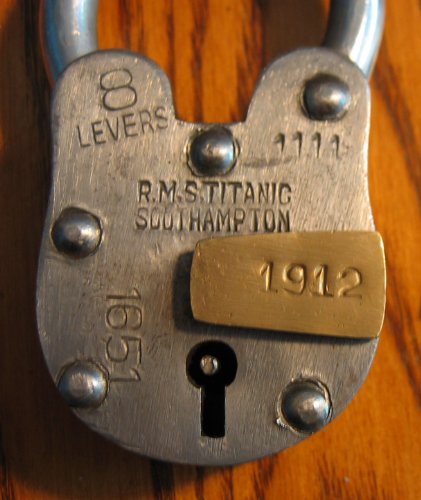 8
LEVERS
1111
R.M.S.TITANIC
SOUTHAMPTON
1912
1651